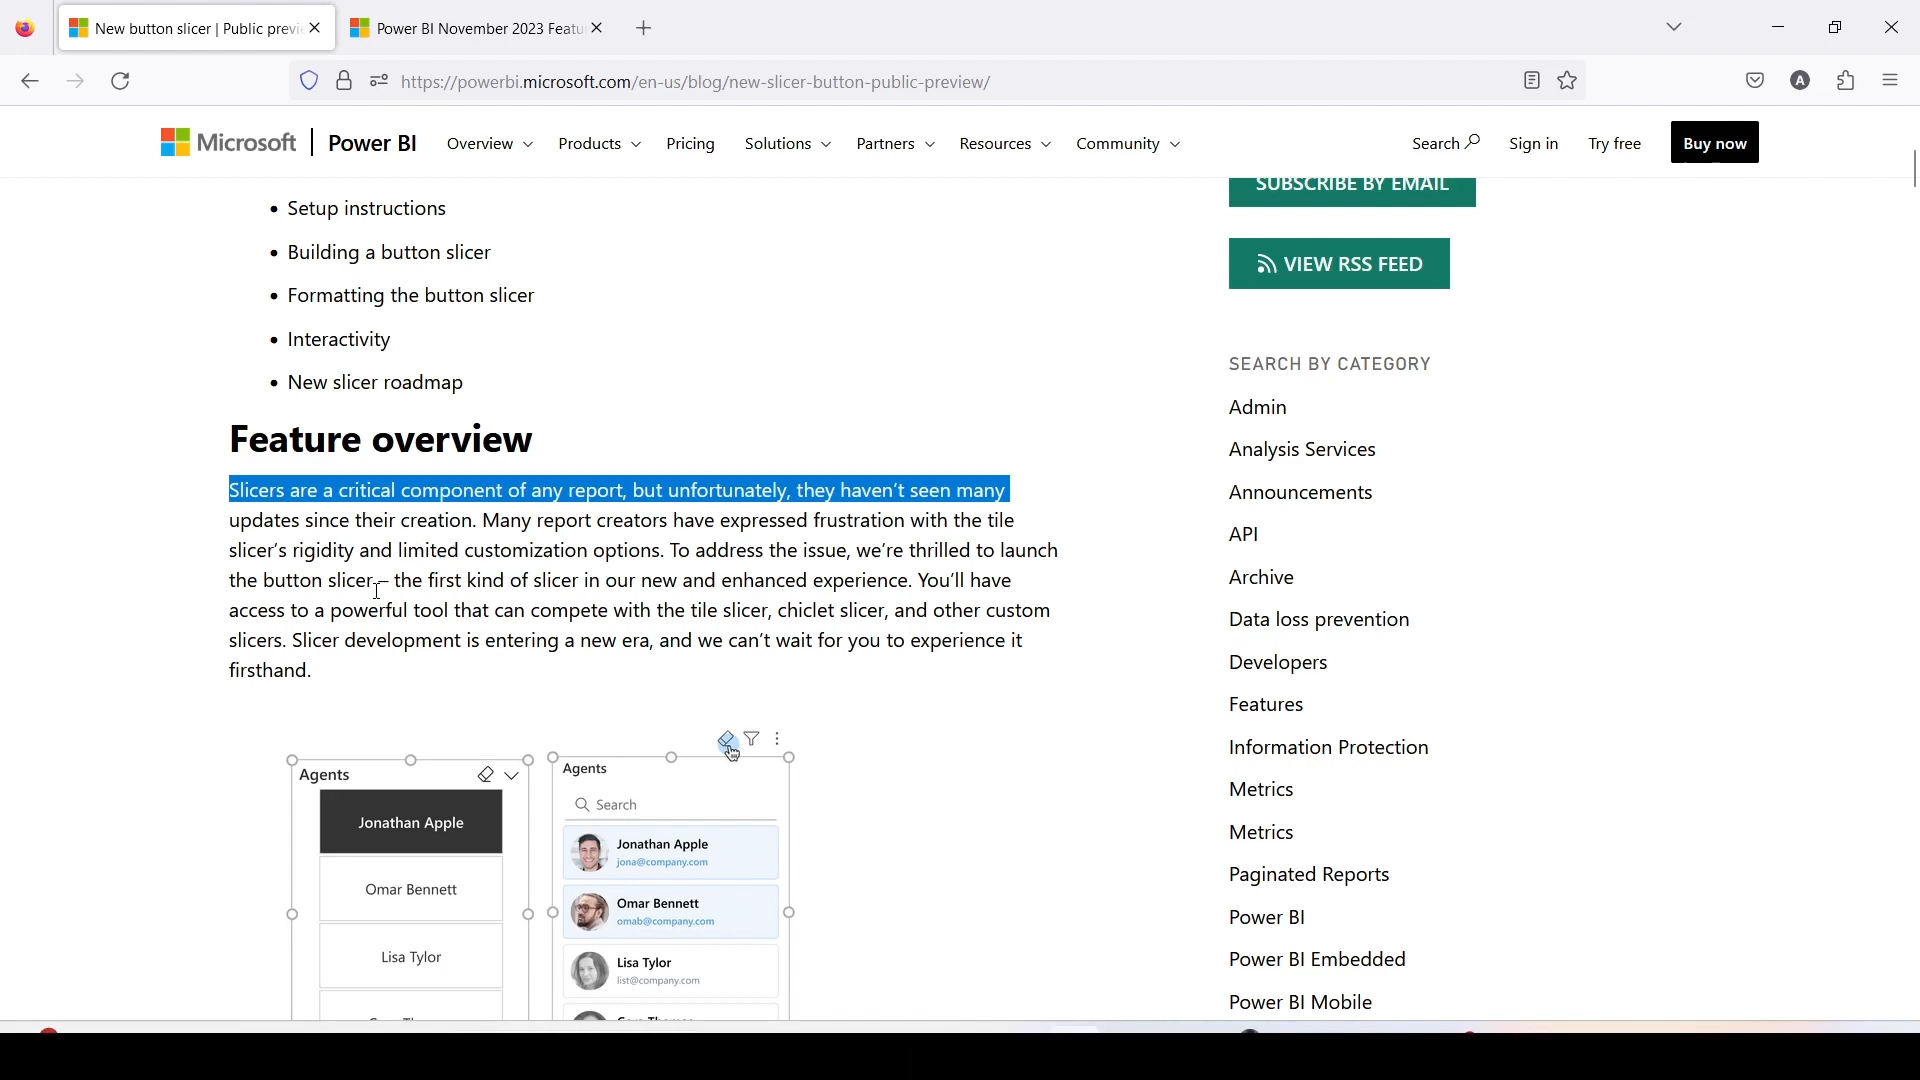 New button slicer | Public previe
Power BI November 2023 Featu
https://powerbi.microsoft.com/en-us/blog/new-slicer-button-public-preview/
A
Microsoft
Power BI
Overview
Products
Pricing
Solutions
Partners
Resources
Community
Search
Sign in
Try free
Buy now
• Setup instructions
• Building a button slicer
• Formatting the button slicer
• Interactivity
• New slicer roadmap
Feature overview
Slicers are a critical component of any report, but unfortunately, they haven't seen many
updates since their creation. Many report creators have expressed frustration with the tile
slicer's rigidity and limited customization options. To address the issue, we're thrilled to launch
the button slicer – the first kind of slicer in our new and enhanced experience. You'll have
access to a powerful tool that can compete with the tile slicer, chiclet slicer, and other custom
slicers. Slicer development is entering a new era, and we can't wait for you to experience it
firsthand.
Agents
Jonathan Apple
Omar Bennett
Lisa Tylor
Agents
Search
Jonathan Apple
jona@company.com
Omar Bennett
omab@company.com
Lisa Tylor
list@company.com
SUBSCRIBE BY EMAIL
VIEW RSS FEED
SEARCH BY CATEGORY
Admin
Analysis Services
Announcements
API
Archive
Data loss prevention
Developers
Features
Information Protection
Metrics
Metrics
Paginated Reports
Power BI
Power BI Embedded
Power BI Mobile